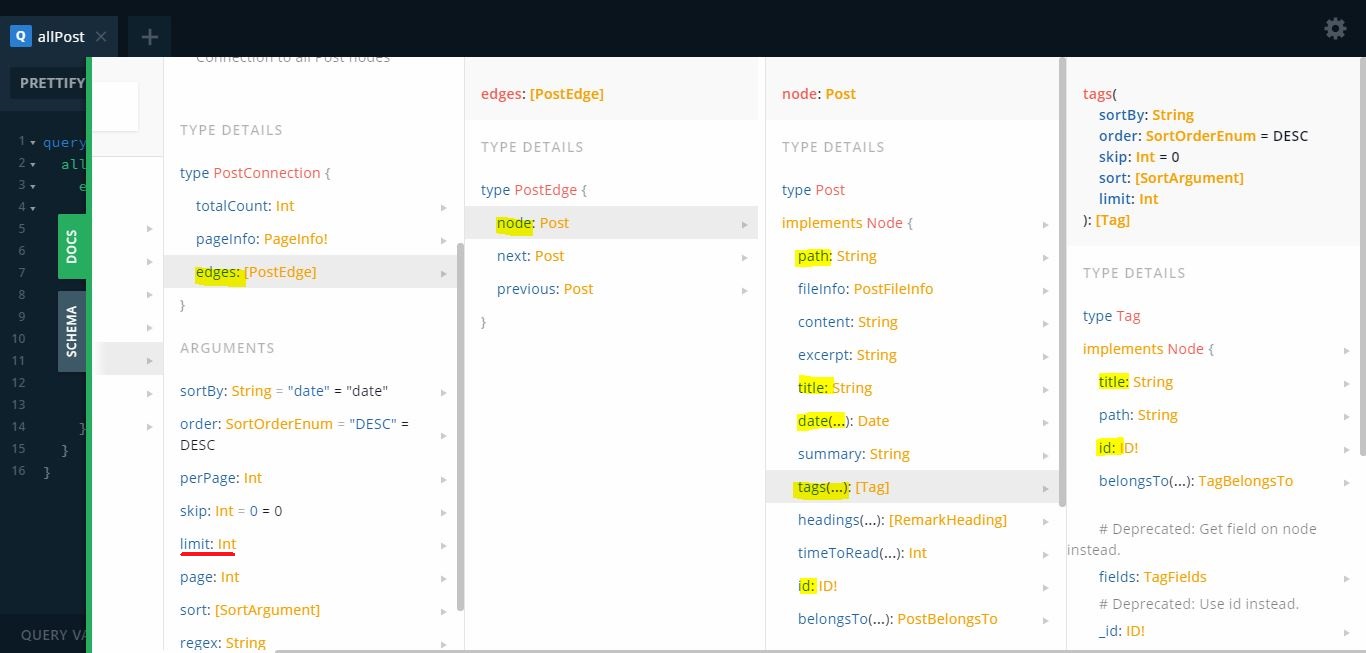 Q allPost
PRETTIFY
1 query
2 all
3 e
4
5
6
7
8
9
10
11
12
13
14 }
15 }
16 }
DOCS
SCHEMA
QUERY VA
Connection to all Post nodes
TYPE DETAILS
type PostConnection {
totalCount: Int
pageInfo: PageInfo!
edges: [PostEdge]
}
ARGUMENTS
sortBy: String = "date" = "date"
order: SortOrderEnum = "DESC" =
DESC
perPage: Int
skip: Int = 0 = 0
limit: Int
page: Int
sort: [SortArgument]
regex: String
edges: [PostEdge]
TYPE DETAILS
type PostEdge {
node: Post
next: Post
previous: Post
}
node: Post
TYPE DETAILS
type Post
implements Node {
path: String
fileInfo: PostFileInfo
content: String
excerpt: String
title: String
date(...): Date
summary: String
tags(...): [Tag]
headings(...): [RemarkHeading]
timeToRead(...): Int
id: ID!
belongsTo(...): PostBelongsTo
tags(
sortBy: String
order: SortOrderEnum = DESC
skip: Int = 0
sort: [SortArgument]
limit: Int
): [Tag]
TYPE DETAILS
type Tag
implements Node {
title: String
path: String
id: ID!
belongsTo(...): TagBelongsTo
# Deprecated: Get field on node
instead.
fields: TagFields
# Deprecated: Use id instead.
_id: ID!